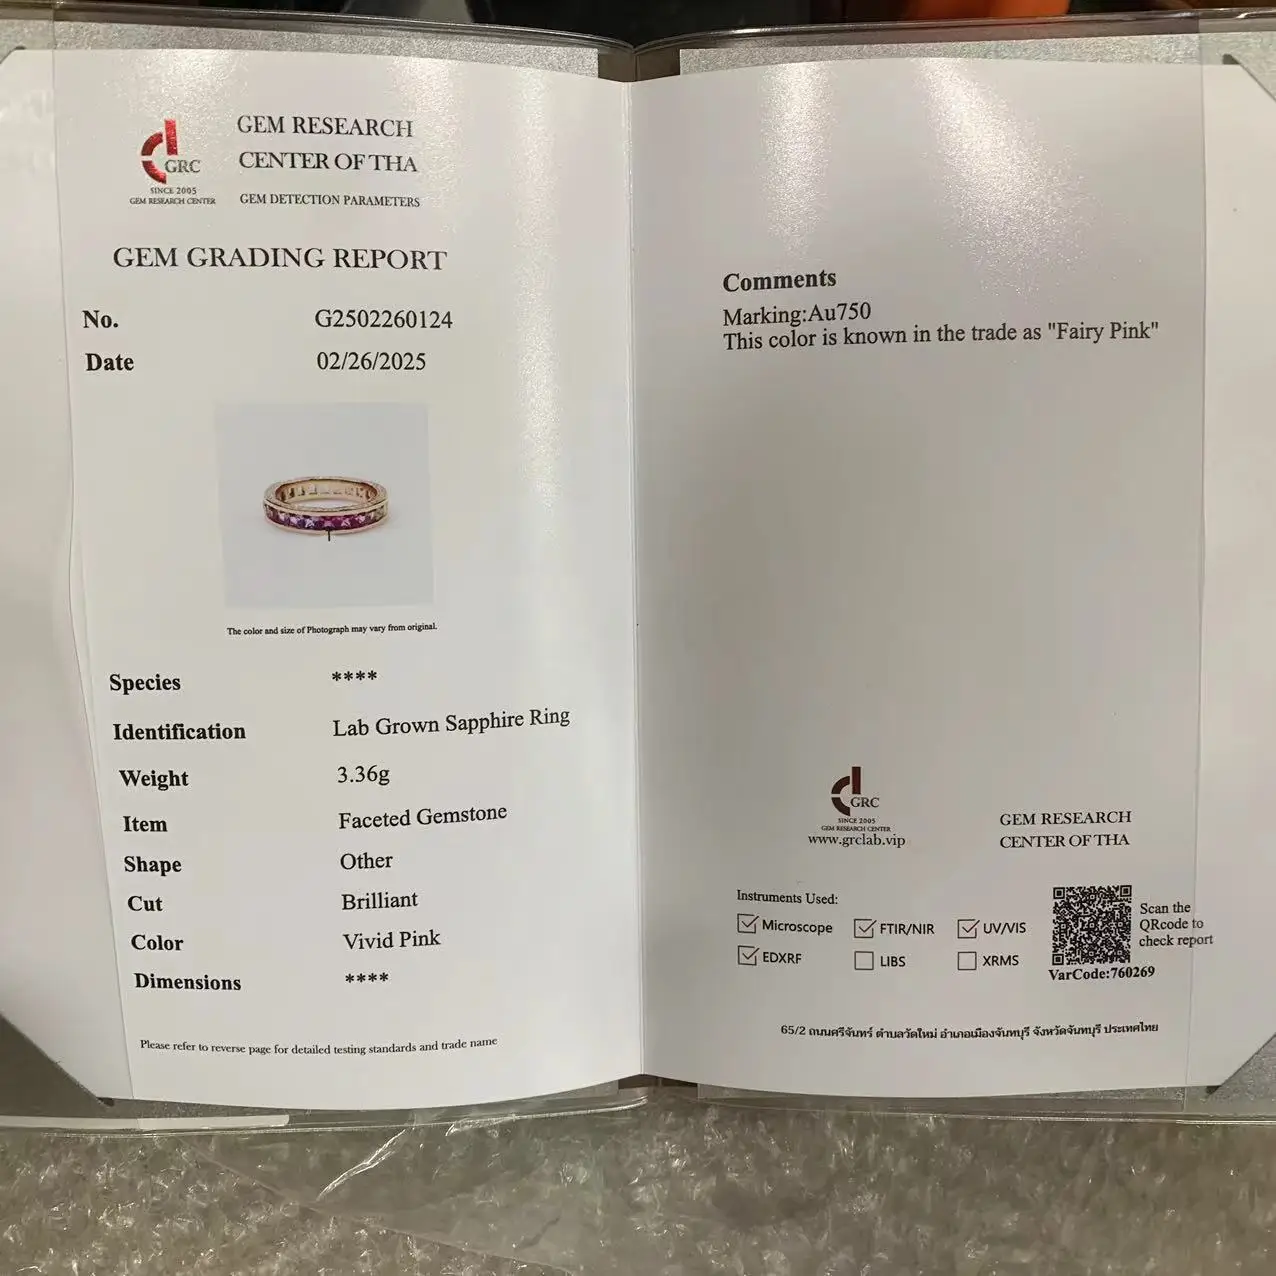 GRC
SINCE 2005
GEM RESEARCH CENTER
GEM RESEARCH
CENTER OF THA
GEM DETECTION PARAMETERS
GEM GRADING REPORT
No. G2502260124
Date 02/26/2025
T
The color and size of Photograph may vary from original.
Species ****
Identification Lab Grown Sapphire Ring
Weight 3.36g
Item Faceted Gemstone
Shape Other
Cut Brilliant
Color Vivid Pink
Dimensions ****
Please refer to reverse page for detailed testing standards and trade name
Comments
Marking:Au750
This color is known in the trade as "Fairy Pink"
GRC
SINCE 2005
GEM RESEARCH CENTER
www.grclab.vip
GEM RESEARCH
CENTER OF THA
Instruments Used:
Microscope FTIR/NIR UV/VIS
EDXRF LIBS XRMS
Scan the
QRcode to
check report
VarCode:760269
65/2 ถนนศรีจันทร์ ตำบลวัดใหม่ อำเภอเมืองจันทบุรี จังหวัดจันทบุรี ประเทศไทย